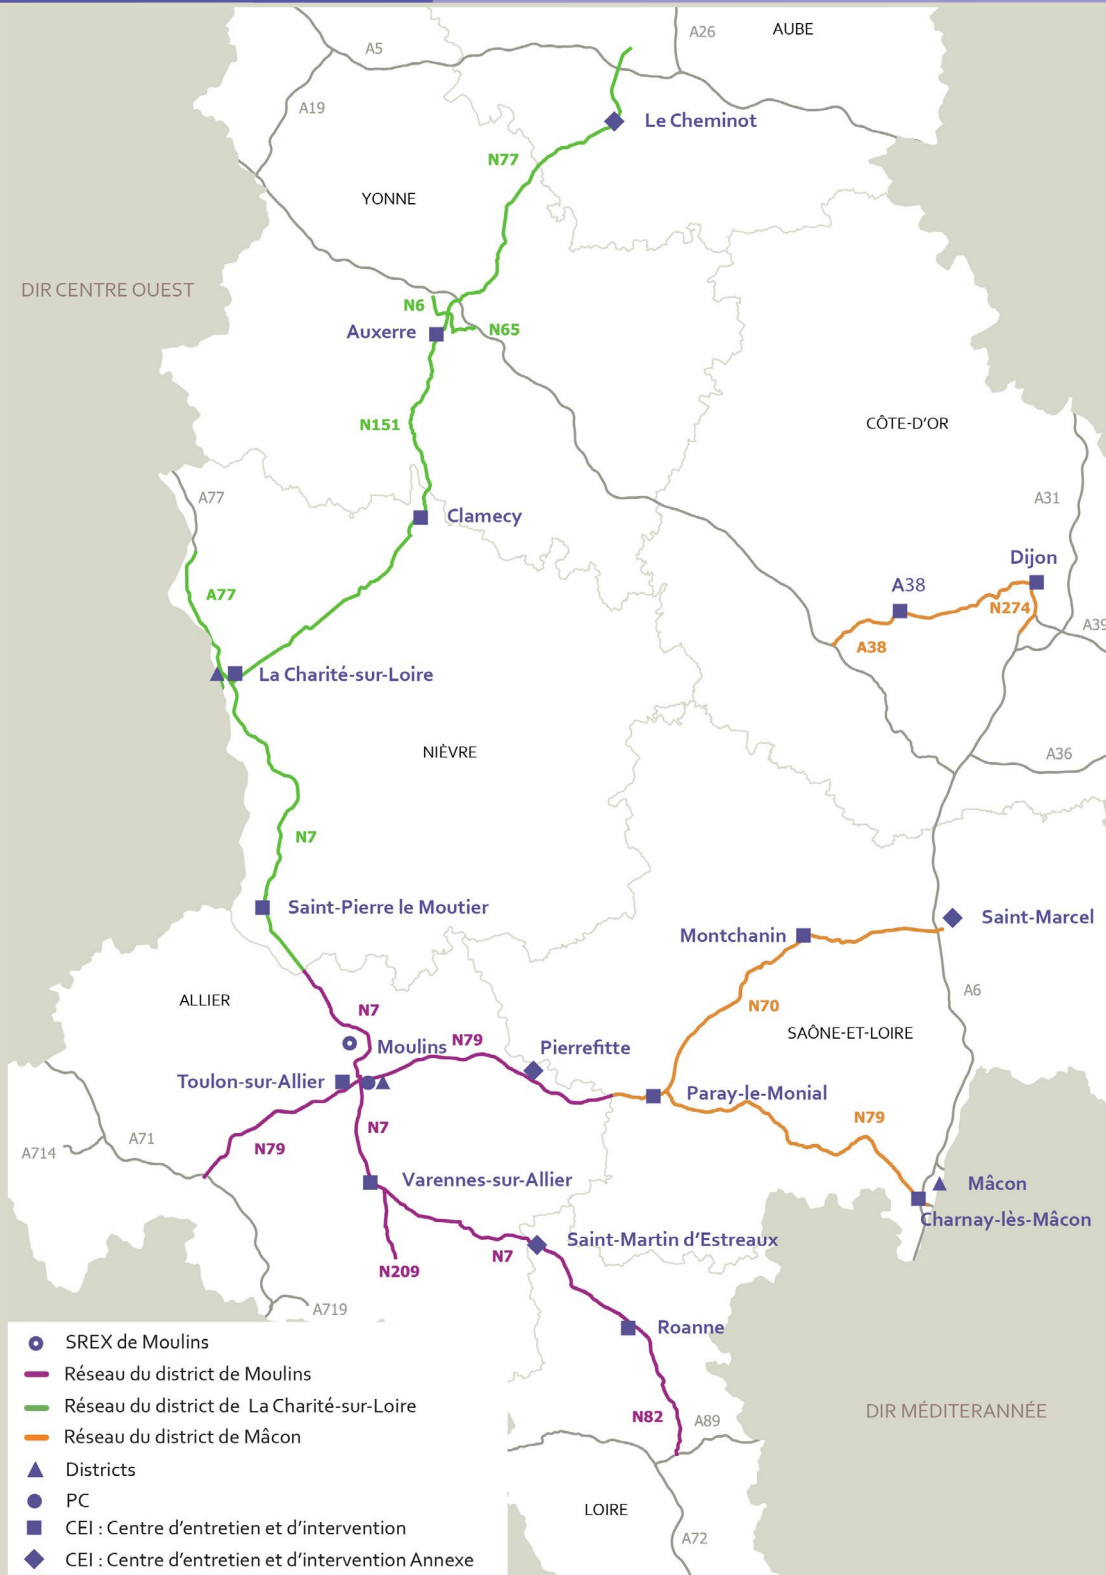 AUBE
A26
A5
A19
Le Cheminot
N77
YONNE
DIR CENTRE OUEST
N6
N65
Auxerre
CÔTE-D'OR
N151
A77
A31
Clamecy
Dijon
A38
A77
N274
A39
A38
La Charité-sur-Loire
NIÈVRE
A36
N7
Saint-Pierre le Moutier
Saint-Marcel
Montchanin
A6
ALLIER
N7
N70
SAÔNE-ET-LOIRE
N79
Moulins
Pierrefitte
Toulon-sur-Allier
Paray-le-Monial
N79
N7
A71
N79
A714
Varennes-sur-Allier
Mâcon
Charnay-lès-Mâcon
Saint-Martin d'Estreaux
N7
N209
A719
Roanne
SREX de Moulins
Réseau du district de Moulins
Réseau du district de La Charité-sur-Loire
Réseau du district de Mâcon
Districts
PC
CEI : Centre d'entretien et d'intervention
CEI : Centre d'entretien et d'intervention Annexe
N82
A89
DIR MÉDITERANNÉE
LOIRE
A72